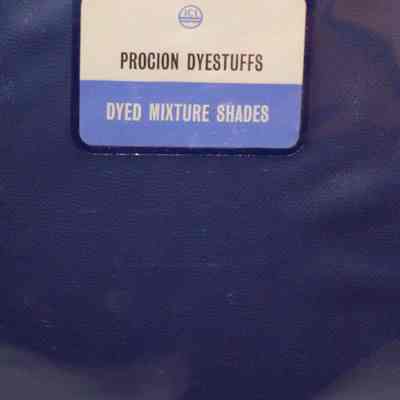 ICI
PROCION DYESTUFFS
DYED MIXTURE SHADES